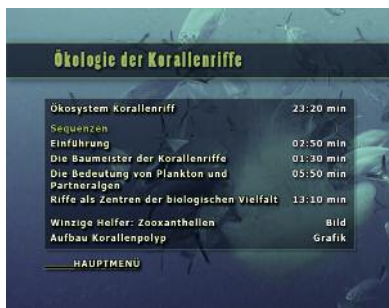 Ökologie der Korallenriffe
Ökosystem Korallenriff 23:20 min
Sequenzen
Einführung 02:50 min
Die Baumeister der Korallenriffe 01:30 min
Die Bedeutung von Plankton und 05:50 min
Partneralgen
Riffe als Zentren der biologischen Vielfalt 13:10 min
Winzige Helfer: Zooxanthellen Bild
Aufbau Korallenpolyp Grafik
HAUPTMENÜ